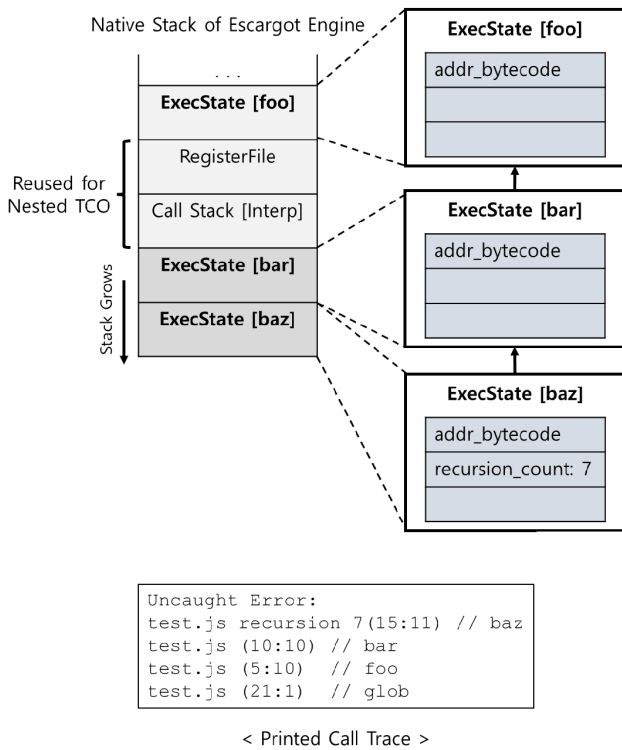 Native Stack of Escargot Engine
. . .
ExecState [foo]
RegisterFile
Call Stack [Interp]
ExecState [bar]
ExecState [baz]
Reused for
Nested TCO
Stack Grows
ExecState [foo]
addr_bytecode
ExecState [bar]
addr_bytecode
ExecState [baz]
addr_bytecode
recursion_count: 7
Uncaught Error:
test.js recursion 7(15:11) // baz
test.js (10:10) // bar
test.js (5:10)  // foo
test.js (21:1)  // glob
< Printed Call Trace >